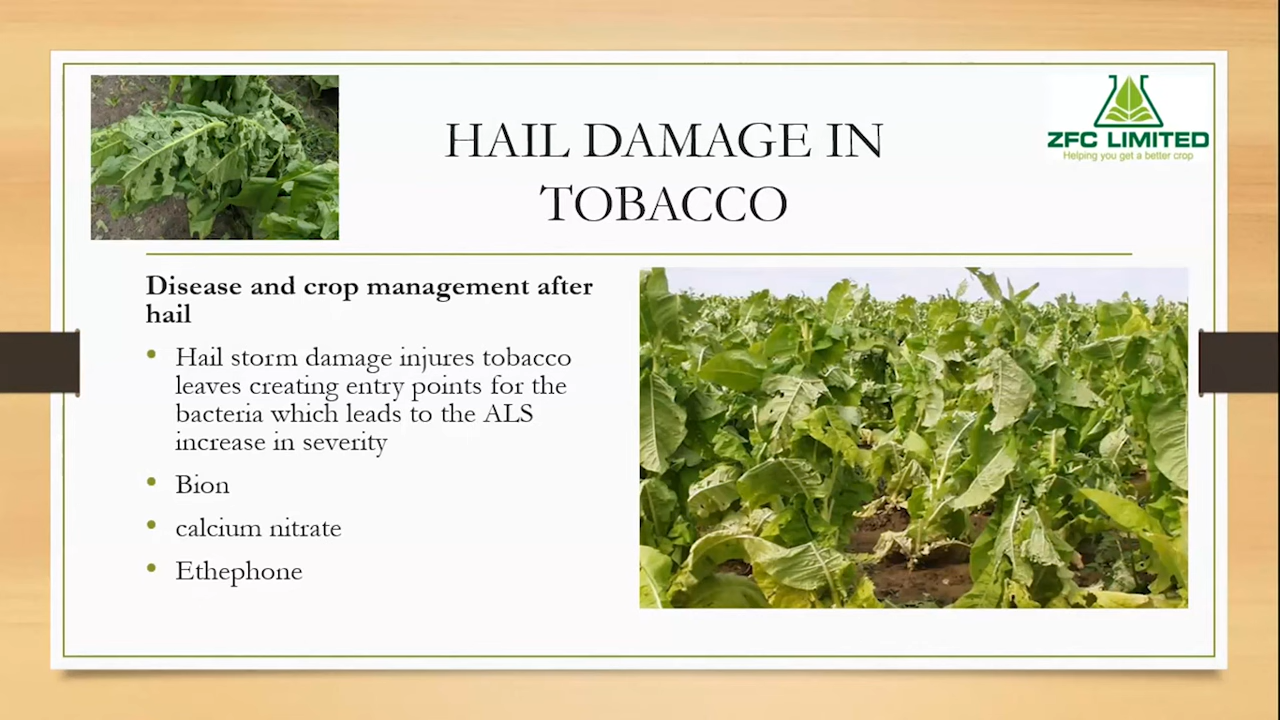 HAIL DAMAGE IN
TOBACCO
ZFC LIMITED
Helping you get a better crop
Disease and crop management after
hail
• Hail storm damage injures tobacco
leaves creating entry points for the
bacteria which leads to the ALS
increase in severity
• Bion
• calcium nitrate
• Ethephone